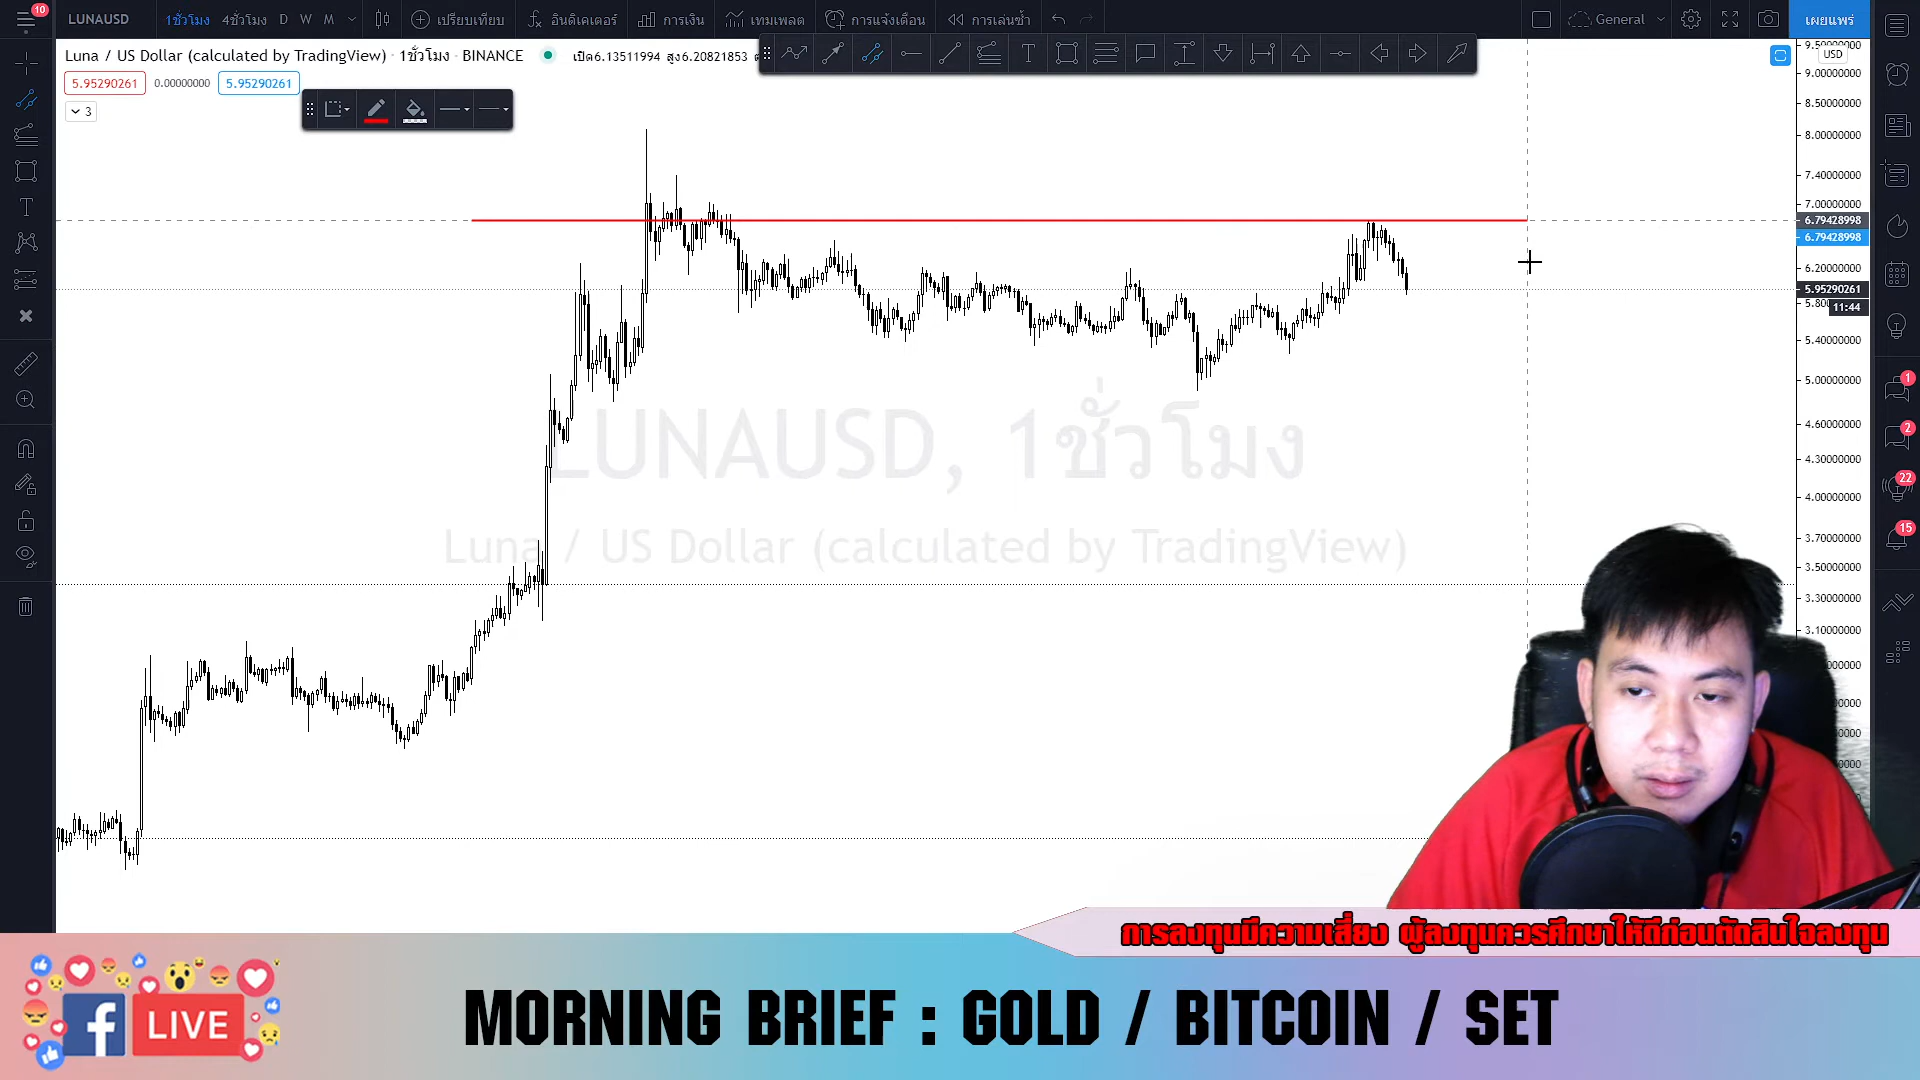 10
LUNAUSD 1ชั่วโมง 4ชั่วโมง D W M เปรียบเทียบ อินดิเคเตอร์ การเงิน เทมเพลต การแจ้งเตือน การเล่นซ้ำ General เผยแพร่
Luna / US Dollar (calculated by TradingView) · 1ชั่วโมง · BINANCE เปิด6.13511994 สูง6.20821853
USD
5.95290261 0.00000000 5.95290261
3
9.50000000
9.00000000
8.50000000
8.00000000
7.40000000
7.00000000
6.79428998
6.79428998
6.20000000
5.95290261
11:44
5.40000000
5.00000000
4.60000000
4.30000000
4.00000000
3.70000000
3.50000000
3.30000000
3.10000000
1
2
22
15
LUNAUSD, 1ชั่วโมง
Luna / US Dollar (calculated by TradingView)
การลงทุนมีความเสี่ยง ผู้ลงทุนควรศึกษาให้ดีก่อนตัดสินใจลงทุน
f LIVE
MORNING BRIEF : GOLD / BITCOIN / SET